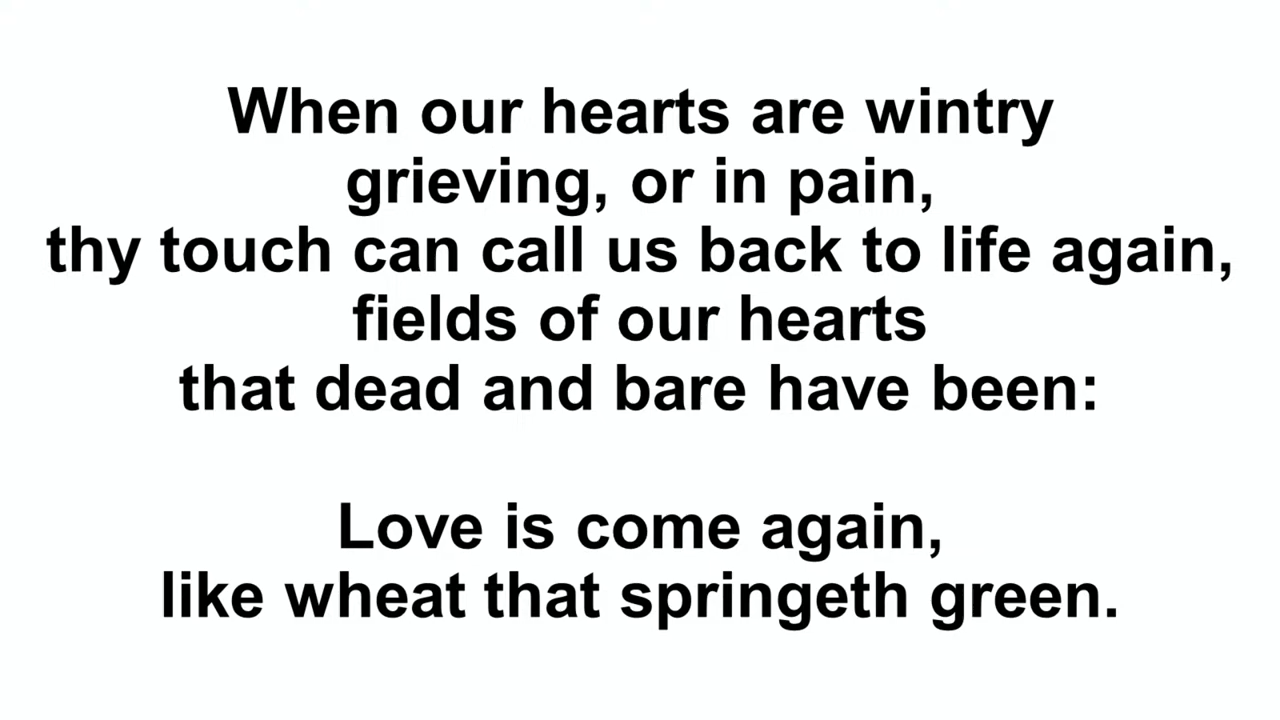 When our hearts are wintry
grieving, or in pain,
thy touch can call us back to life again,
fields of our hearts
that dead and bare have been:
Love is come again,
like wheat that springeth green.